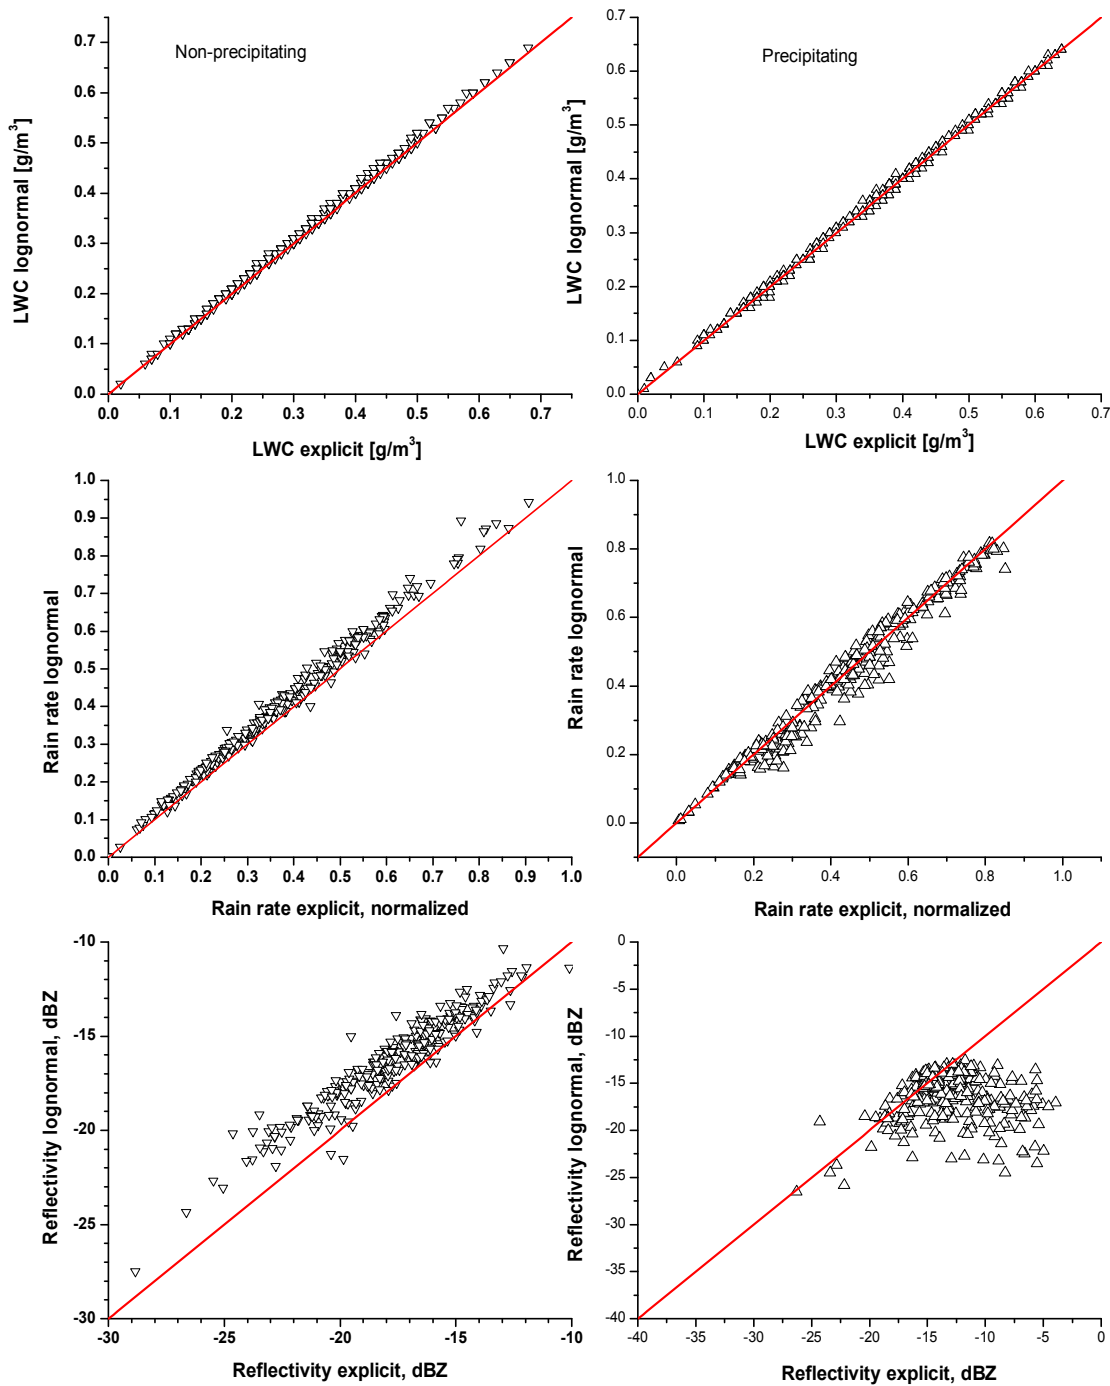 Non-precipitating
0.7
0.6
0.5
0.4
0.3
0.2
0.1
0.0
LWC lognormal [g/m³]
0.0 0.1 0.2 0.3 0.4 0.5 0.6 0.7
LWC explicit [g/m³]
Precipitating
0.7
0.6
0.5
0.4
0.3
0.2
0.1
0.0
LWC lognormal [g/m³]
0.0 0.1 0.2 0.3 0.4 0.5 0.6 0.7
LWC explicit [g/m³]
1.0
0.9
0.8
0.7
0.6
0.5
0.4
0.3
0.2
0.1
0.0
Rain rate lognormal
0.0 0.1 0.2 0.3 0.4 0.5 0.6 0.7 0.8 0.9 1.0
Rain rate explicit, normalized
1.0
0.8
0.6
0.4
0.2
0.0
Rain rate lognormal
0.0 0.2 0.4 0.6 0.8 1.0
Rain rate explicit, normalized
-10
-15
-20
-25
-30
Reflectivity lognormal, dBZ
-30 -25 -20 -15 -10
Reflectivity explicit, dBZ
0
-5
-10
-15
-20
-25
-30
-35
-40
Reflectivity lognormal, dBZ
-40 -35 -30 -25 -20 -15 -10 -5 0
Reflectivity explicit, dBZ